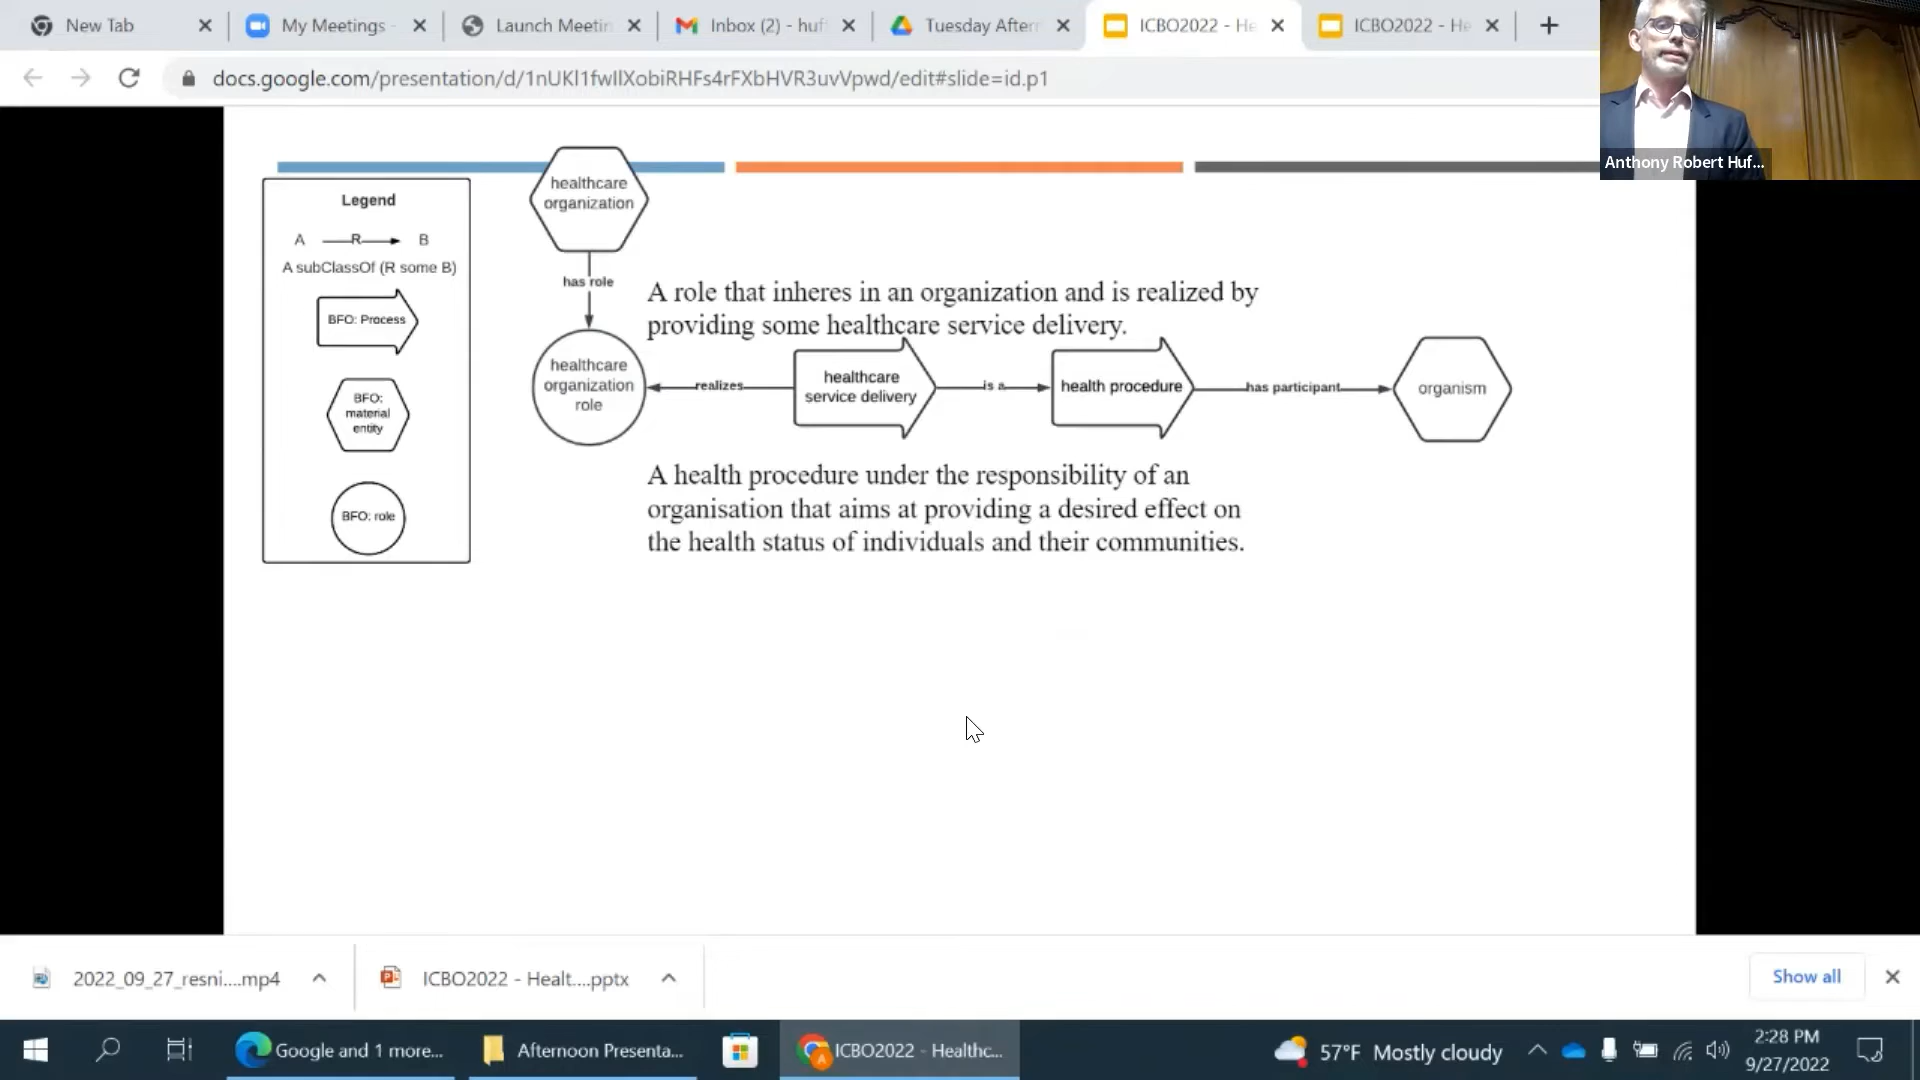 New Tab
My Meetings -
Launch Meetin
Inbox (2) - huf
Tuesday Aftern
ICBO2022 - He
ICBO2022 - He
docs.google.com/presentation/d/1nUKl1fwIlXobiRHFs4rFXbHVR3uvVpwd/edit#slide=id.p1
Anthony Robert Huf...
Legend
A R B
A subClassOf (R some B)
BFO: Process
BFO:
material
entity
BFO: role
healthcare
organization
has role
A role that inheres in an organization and is realized by
providing some healthcare service delivery.
healthcare
organization
role
realizes
healthcare
service delivery
is a
health procedure
has participant
organism
A health procedure under the responsibility of an
organisation that aims at providing a desired effect on
the health status of individuals and their communities.
2022_09_27_resni....mp4
ICBO2022 - Healt....pptx
Show all
Google and 1 more...
Afternoon Presenta...
ICBO2022 - Healthc...
57°F Mostly cloudy
2:28 PM
9/27/2022